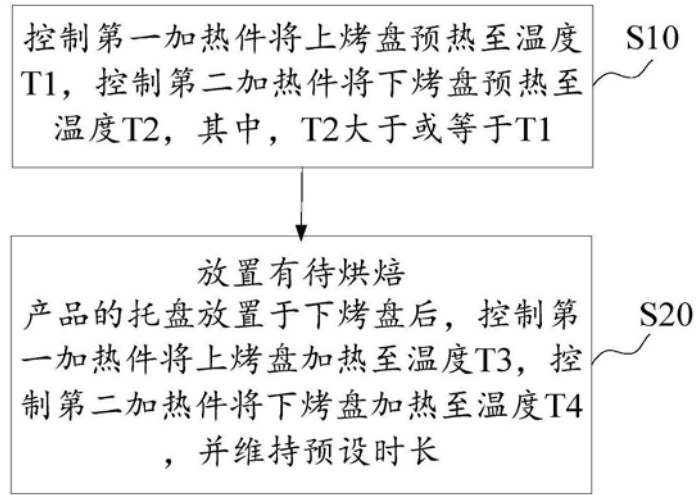 控制第一加热件将上烤盘预热至温度
T1，控制第二加热件将下烤盘预热至
温度T2，其中，T2大于或等于T1
S10
放置有待烘焙
产品的托盘放置于下烤盘后，控制第
一加热件将上烤盘加热至温度T3，控
制第二加热件将下烤盘加热至温度T4
，并维持预设时长
S20